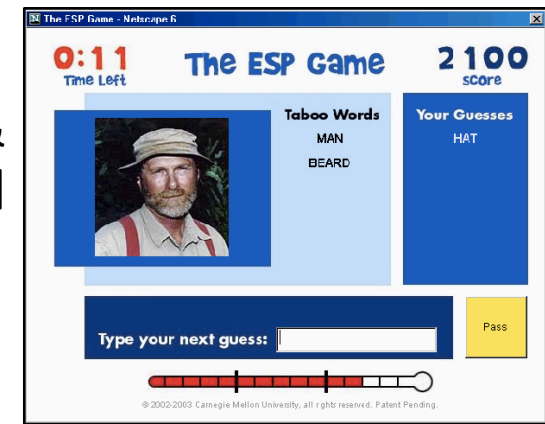 The ESP Game - Netscape 6
0:11
Time Left
The ESP Game
2100
score
Taboo Words
MAN
BEARD
Your Guesses
HAT
Type your next guess:
Pass
© 2002-2003 Carnegie Mellon University, all rights reserved. Patent Pending.